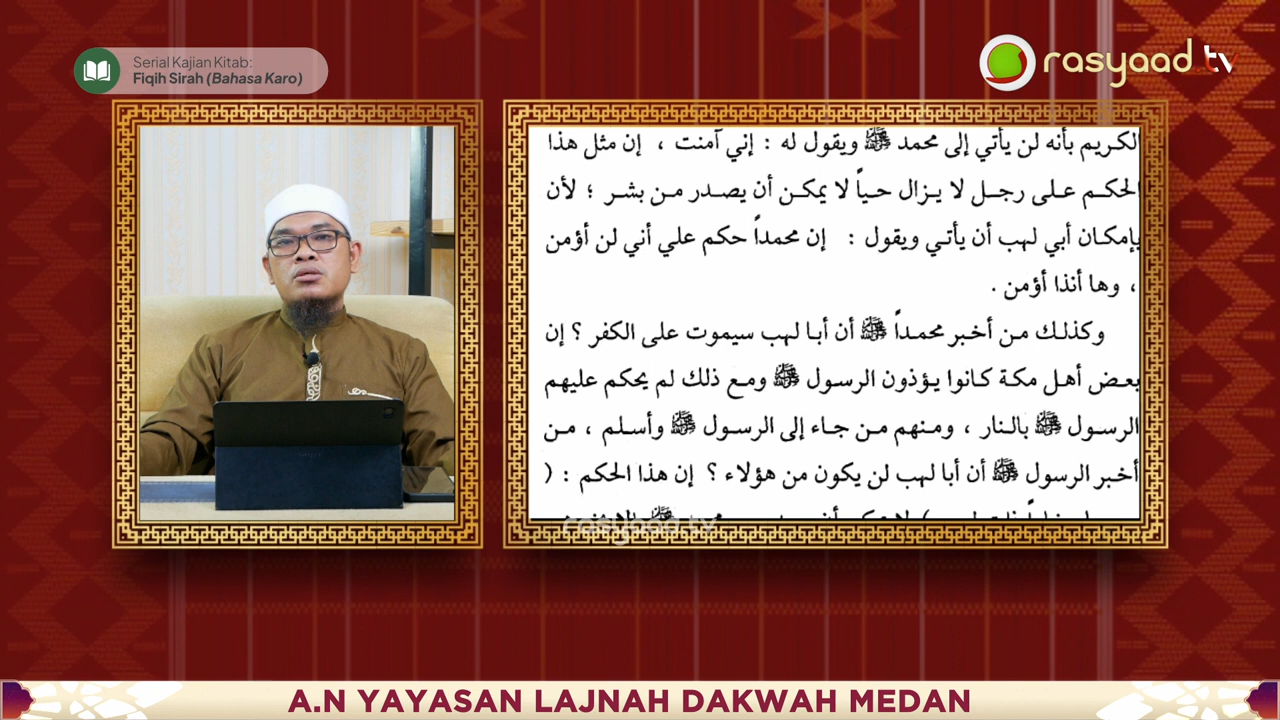 Serial Kajian Kitab:
Fiqih Sirah (Bahasa Karo)
rasyaad tv
الكريم بأنه لن يأتي إلى محمد ﷺ ويقول له : إني آمنت ، إن مثل هذا
الحكم على رجل لا يزال حياً لا يمكن أن يصدر من بشر ؛ لأن
بإمكان أبي لهب أن يأتي ويقول : إن محمداً حكم علي أني لن أؤمن
، وها أنذا أؤمن .
وكذلك من أخبر محمداً ﷺ أن أبا لهب سيموت على الكفر ؟ إن
بعض أهل مكة كانوا يؤذون الرسول ﷺ ومع ذلك لم يحكم عليهم
الرسول ﷺ بالنار ، ومنهم من جاء إلى الرسول ﷺ وأسلم ، من
أخبر الرسول ﷺ أن أبا لهب لن يكون من هؤلاء ؟ إن هذا الحكم : (
rasyaad tv
A.N YAYASAN LAJNAH DAKWAH MEDAN